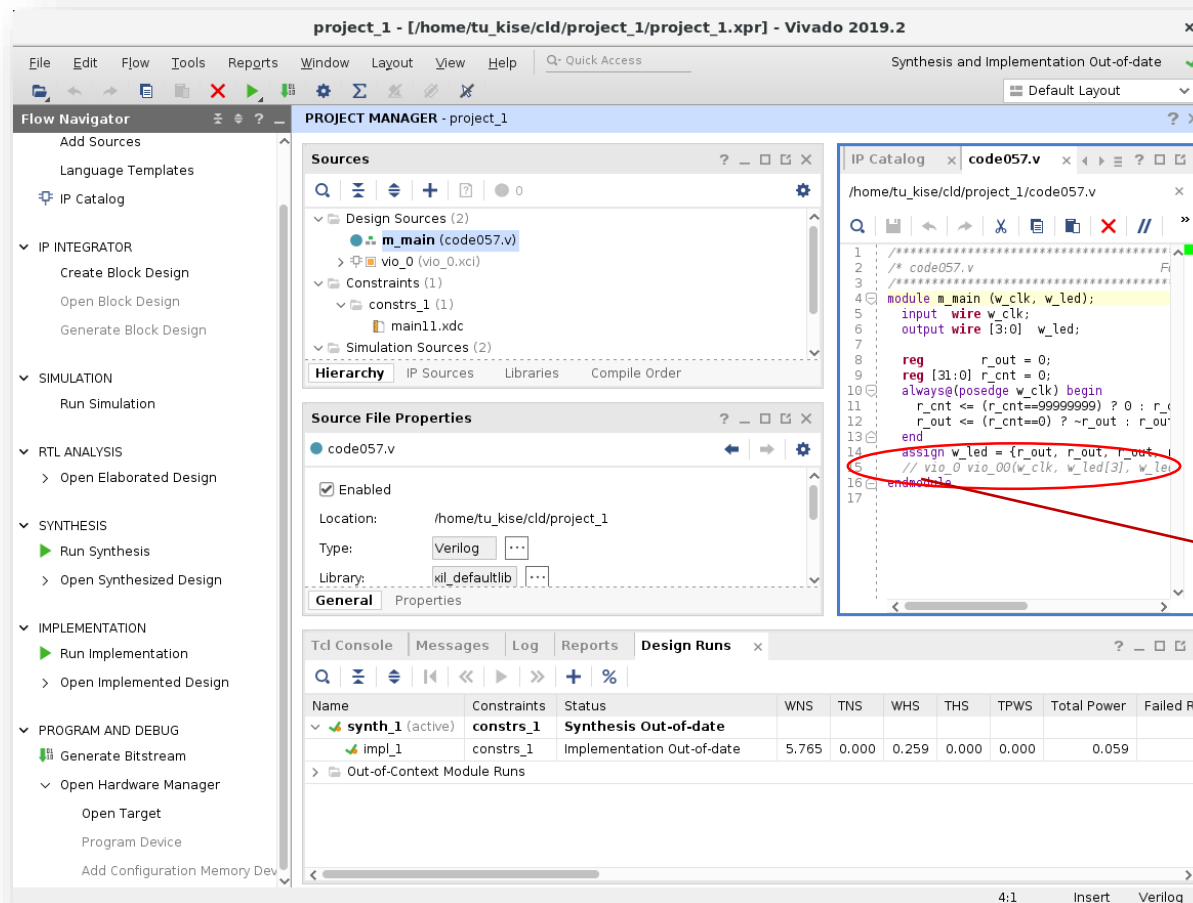 project_1 - [/home/tu_kise/cld/project_1/project_1.xpr] - Vivado 2019.2
File Edit Flow Tools Reports Window Layout View Help Q- Quick Access Synthesis and Implementation Out-of-date
Default Layout
Flow Navigator
Add Sources
Language Templates
IP Catalog
IP INTEGRATOR
Create Block Design
Open Block Design
Generate Block Design
SIMULATION
Run Simulation
RTL ANALYSIS
Open Elaborated Design
SYNTHESIS
Run Synthesis
Open Synthesized Design
IMPLEMENTATION
Run Implementation
Open Implemented Design
PROGRAM AND DEBUG
Generate Bitstream
Open Hardware Manager
Open Target
Program Device
Add Configuration Memory Dev
PROJECT MANAGER - project_1
Sources
0
Design Sources (2)
m_main (code057.v)
vio_0 (vio_0.xci)
Constraints (1)
constrs_1 (1)
main11.xdc
Simulation Sources (2)
Hierarchy IP Sources Libraries Compile Order
Source File Properties
code057.v
Enabled
Location: /home/tu_kise/cld/project_1
Type: Verilog
Library: xil_defaultlib
General Properties
IP Catalog code057.v
/home/tu_kise/cld/project_1/code057.v
1 /****************************************
2 /* code057.v
3 /****************************************
4 module m_main (w_clk, w_led);
5 input wire w_clk;
6 output wire [3:0] w_led;
7
8 reg r_out = 0;
9 reg [31:0] r_cnt = 0;
10 always@(posedge w_clk) begin
11 r_cnt <= (r_cnt==99999999) ? 0 : r_c
12 r_out <= (r_cnt==0) ? ~r_out : r_out
13 end
14 assign w_led = {r_out, r_out, r_out, r
15 // vio_0 vio_00(w_clk, w_led[3], w_led
16 endmodule
17
Tcl Console Messages Log Reports Design Runs
Name Constraints Status WNS TNS WHS THS TPWS Total Power Failed R
synth_1 (active) constrs_1 Synthesis Out-of-date
impl_1 constrs_1 Implementation Out-of-date 5.765 0.000 0.259 0.000 0.000 0.059
Out-of-Context Module Runs
4:1 Insert Verilog